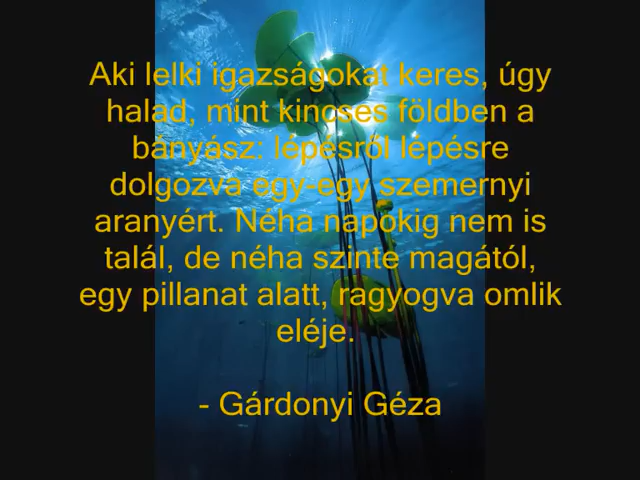 Aki lelki igazságokat keres, úgy
halad, mint kincses földben a
bányász: lépésről lépésre
dolgozva egy-egy szemernyi
aranyért. Néha napokig nem is
talál, de néha szinte magától,
egy pillanat alatt, ragyogva omlik
eléje.
- Gárdonyi Géza